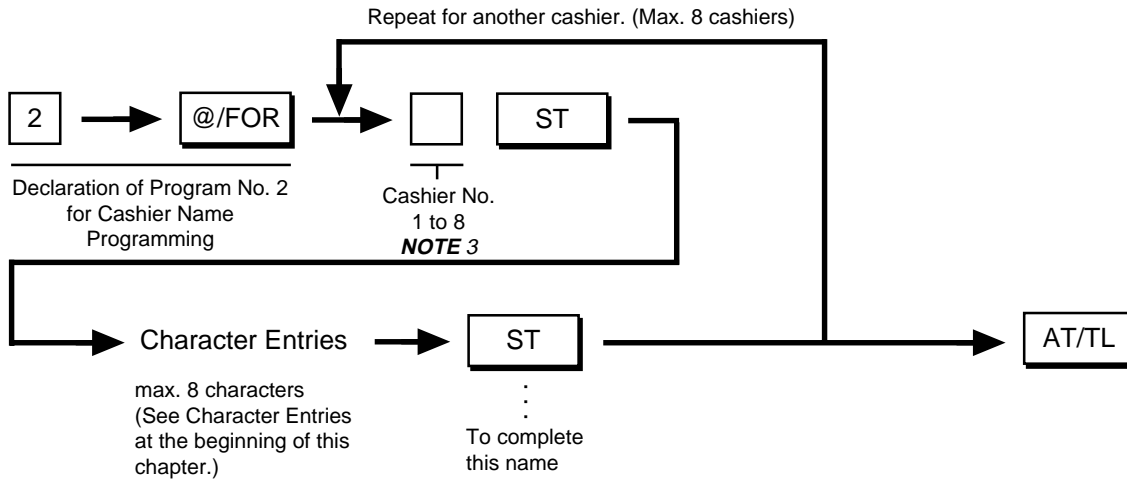 Repeat for another cashier. (Max. 8 cashiers)
2
@/FOR
ST
Declaration of Program No. 2
for Cashier Name
Programming
Cashier No.
1 to 8
NOTE 3
Character Entries
ST
AT/TL
max. 8 characters
(See Character Entries
at the beginning of this
chapter.)
To complete
this name